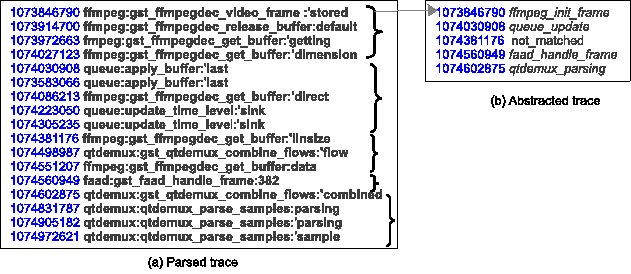 1073846790 ffmpeg:gst_ffmpegdec_video_frame :'stored
1073914700 ffmpeg:gst_ffmpegdec_release_buffer:default
1073972663 fmpeg:gst_ffmpegdec_get_buffer:'getting
1074027123 ffmpeg:gst_ffmpegdec_get_buffer:'dimension
1074030908 queue:apply_buffer:'last
1073583066 queue:apply_buffer:'last
1074086213 ffmpeg:gst_ffmpegdec_get_buffer:'direct
1074223050 queue:update_time_level:'sink
1074305235 queue:update_time_level:'sink
1074381176 ffmpeg:gst_ffmpegdec_get_buffer:'linsize
1074498987 qtdemux:gst_qtdemux_combine_flows:'flow
1074551207 ffmpeg:gst_ffmpegdec_get_buffer:data
1074560949 faad:gst_faad_handle_frame:382
1074602875 qtdemux:gst_qtdemux_combine_flows:'combined
1074831787 qtdemux:qtdemux_parse_samples:parsing
1074905182 qtdemux:qtdemux_parse_samples:'parsing
1074972621 qtdemux:qtdemux_parse_samples:'sample
(a) Parsed trace
1073846790 ffmpeg_init_frame
1074030908 queue_update
1074381176 not_matched
1074560949 faad_handle_frame
1074602875 qtdemux_parsing
(b) Abstracted trace